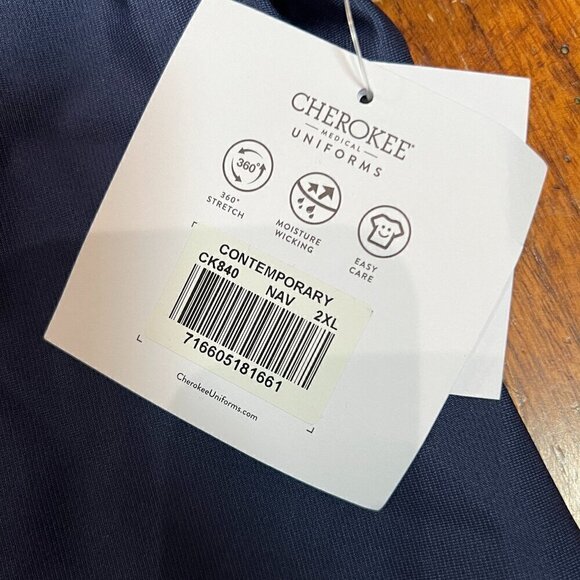 CHEROKEE®
MEDICAL
UNIFORMS
360°
360°
STRETCH
MOISTURE
WICKING
EASY
CARE
CONTEMPORARY
CK840 NAV 2XL
716605181661
CherokeeUniforms.com